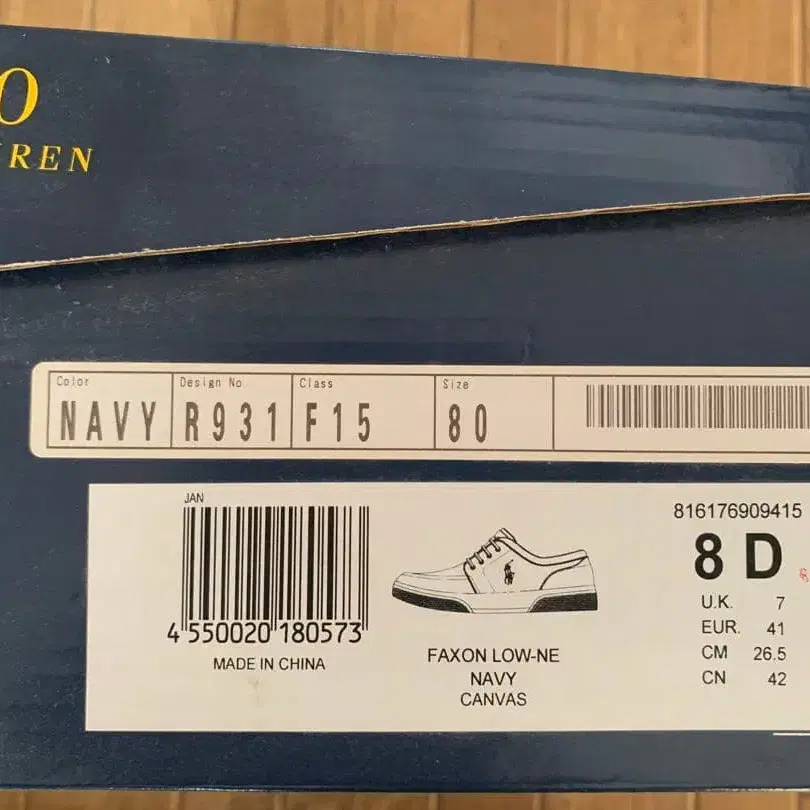 O
REN
Color
NAVY
Design No
R931
Class
F15
Size
80
JAN
4 550020 180573
MADE IN CHINA
FAXON LOW-NE
NAVY
CANVAS
816176909415
8 D
U.K. 7
EUR. 41
CM 26.5
CN 42